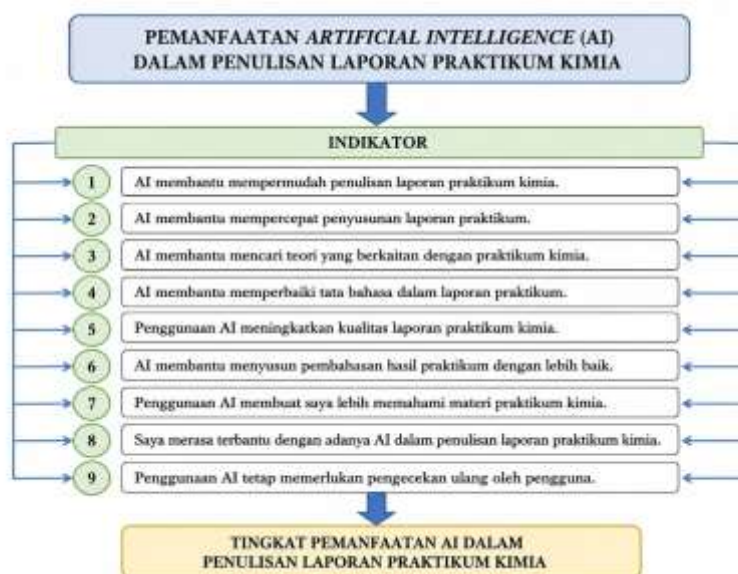 PEMANFAATAN ARTIFICIAL INTELLIGENCE (AI)
DALAM PENULISAN LAPORAN PRAKTIKUM KIMIA
INDIKATOR
1 AI membantu mempermudah penulisan laporan praktikum kimia.
2 AI membantu mempercepat penyusunan laporan praktikum.
3 AI membantu mencari teori yang berkaitan dengan praktikum kimia.
4 AI membantu memperbaiki tata bahasa dalam laporan praktikum.
5 Penggunaan AI meningkatkan kualitas laporan praktikum kimia.
6 AI membantu menyusun pembahasan hasil praktikum dengan lebih baik.
7 Penggunaan AI membuat saya lebih memahami materi praktikum kimia.
8 Saya merasa terbantu dengan adanya AI dalam penulisan laporan praktikum kimia.
9 Penggunaan AI tetap memerlukan pengecekan ulang oleh pengguna.
TINGKAT PEMANFAATAN AI DALAM
PENULISAN LAPORAN PRAKTIKUM KIMIA